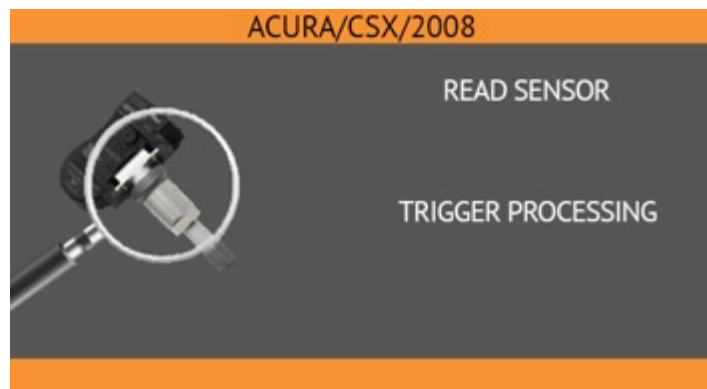 ACURA/CSX/2008
READ SENSOR
TRIGGER PROCESSING